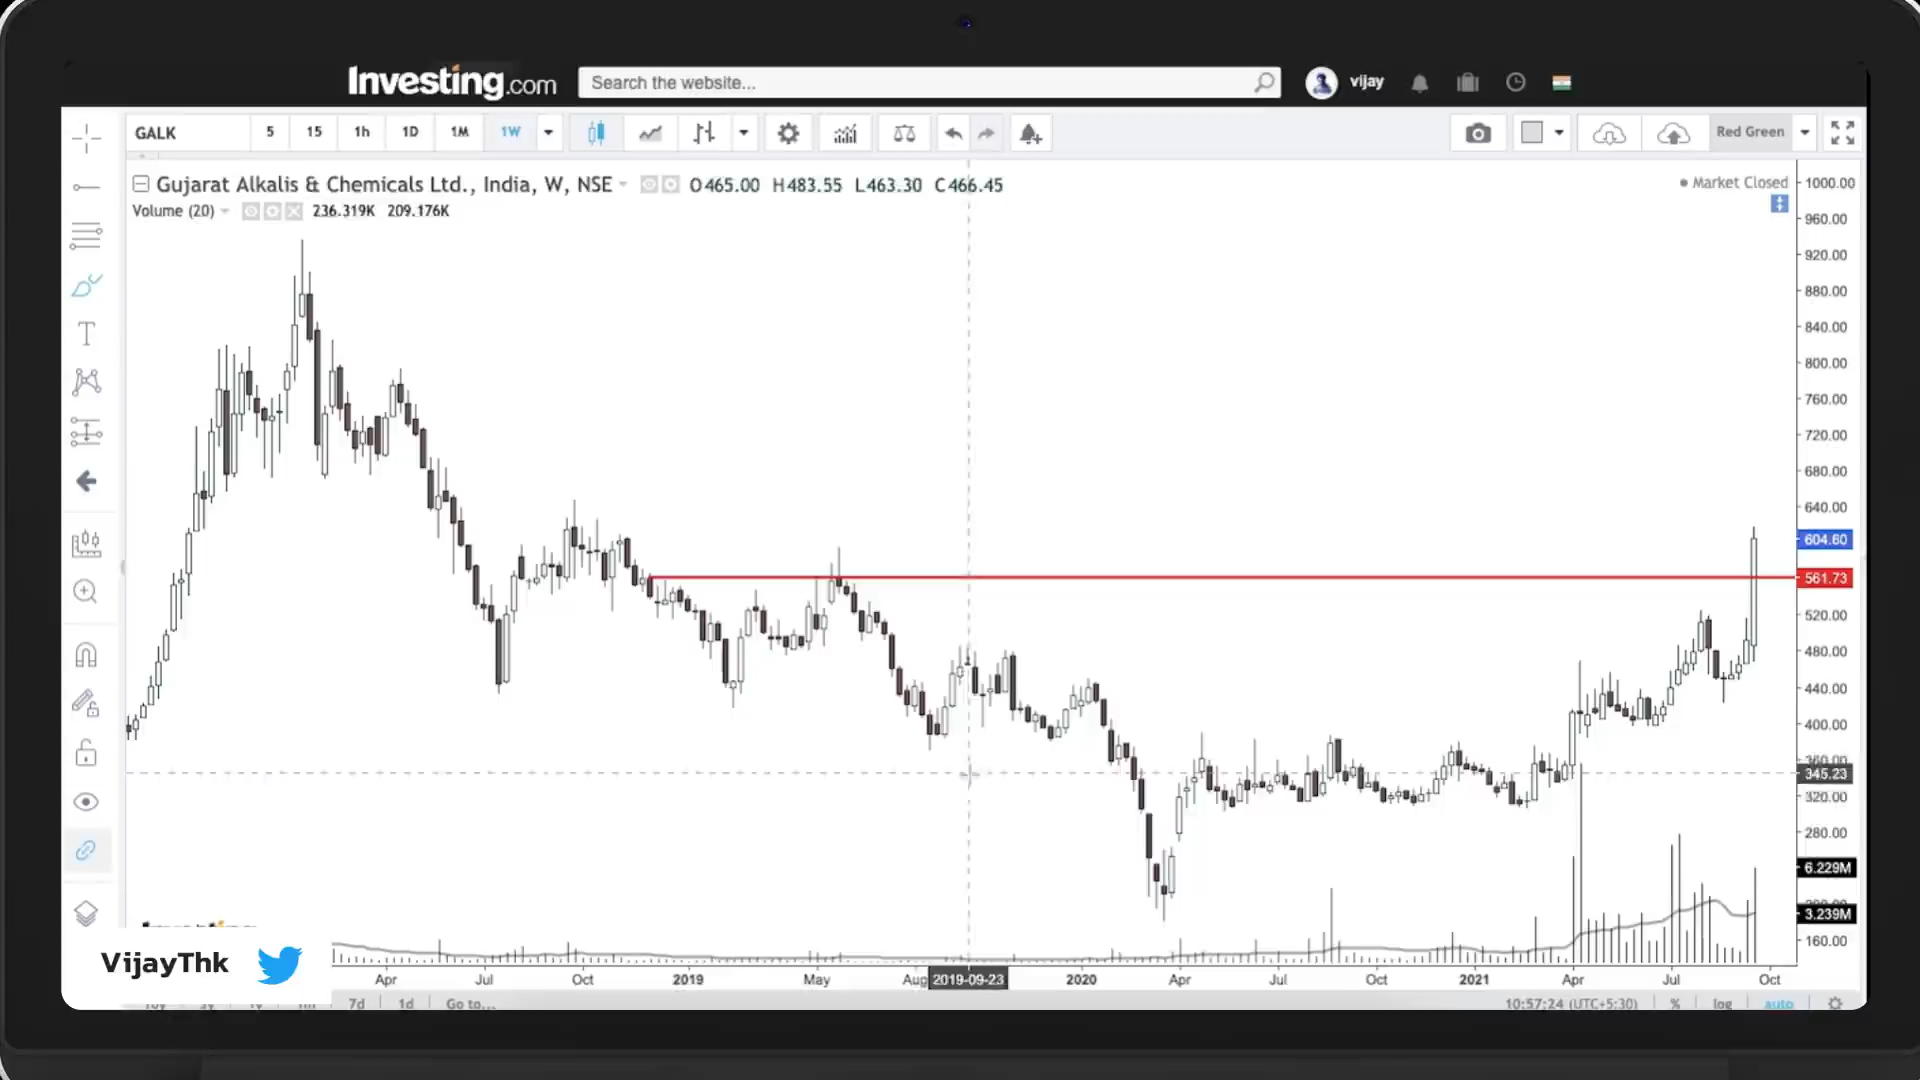 Investing.com
Search the website...
vijay
GALK 5 15 1h 1D 1M 1W
Red Green
Gujarat Alkalis & Chemicals Ltd., India, W, NSE O465.00 H483.55 L463.30 C466.45
Market Closed
Volume (20) 236.319K 209.176K
1000.00
960.00
920.00
880.00
840.00
800.00
760.00
720.00
680.00
640.00
604.60
561.73
520.00
480.00
440.00
400.00
360.00
345.23
320.00
280.00
6.229M
3.239M
160.00
VijayThk
Apr Jul Oct 2019 May Aug 2019-09-23 2020 Apr Jul Oct 2021 Apr Jul Oct
7d 1d Go to... 10:57:24 (UTC+5:30) % log auto